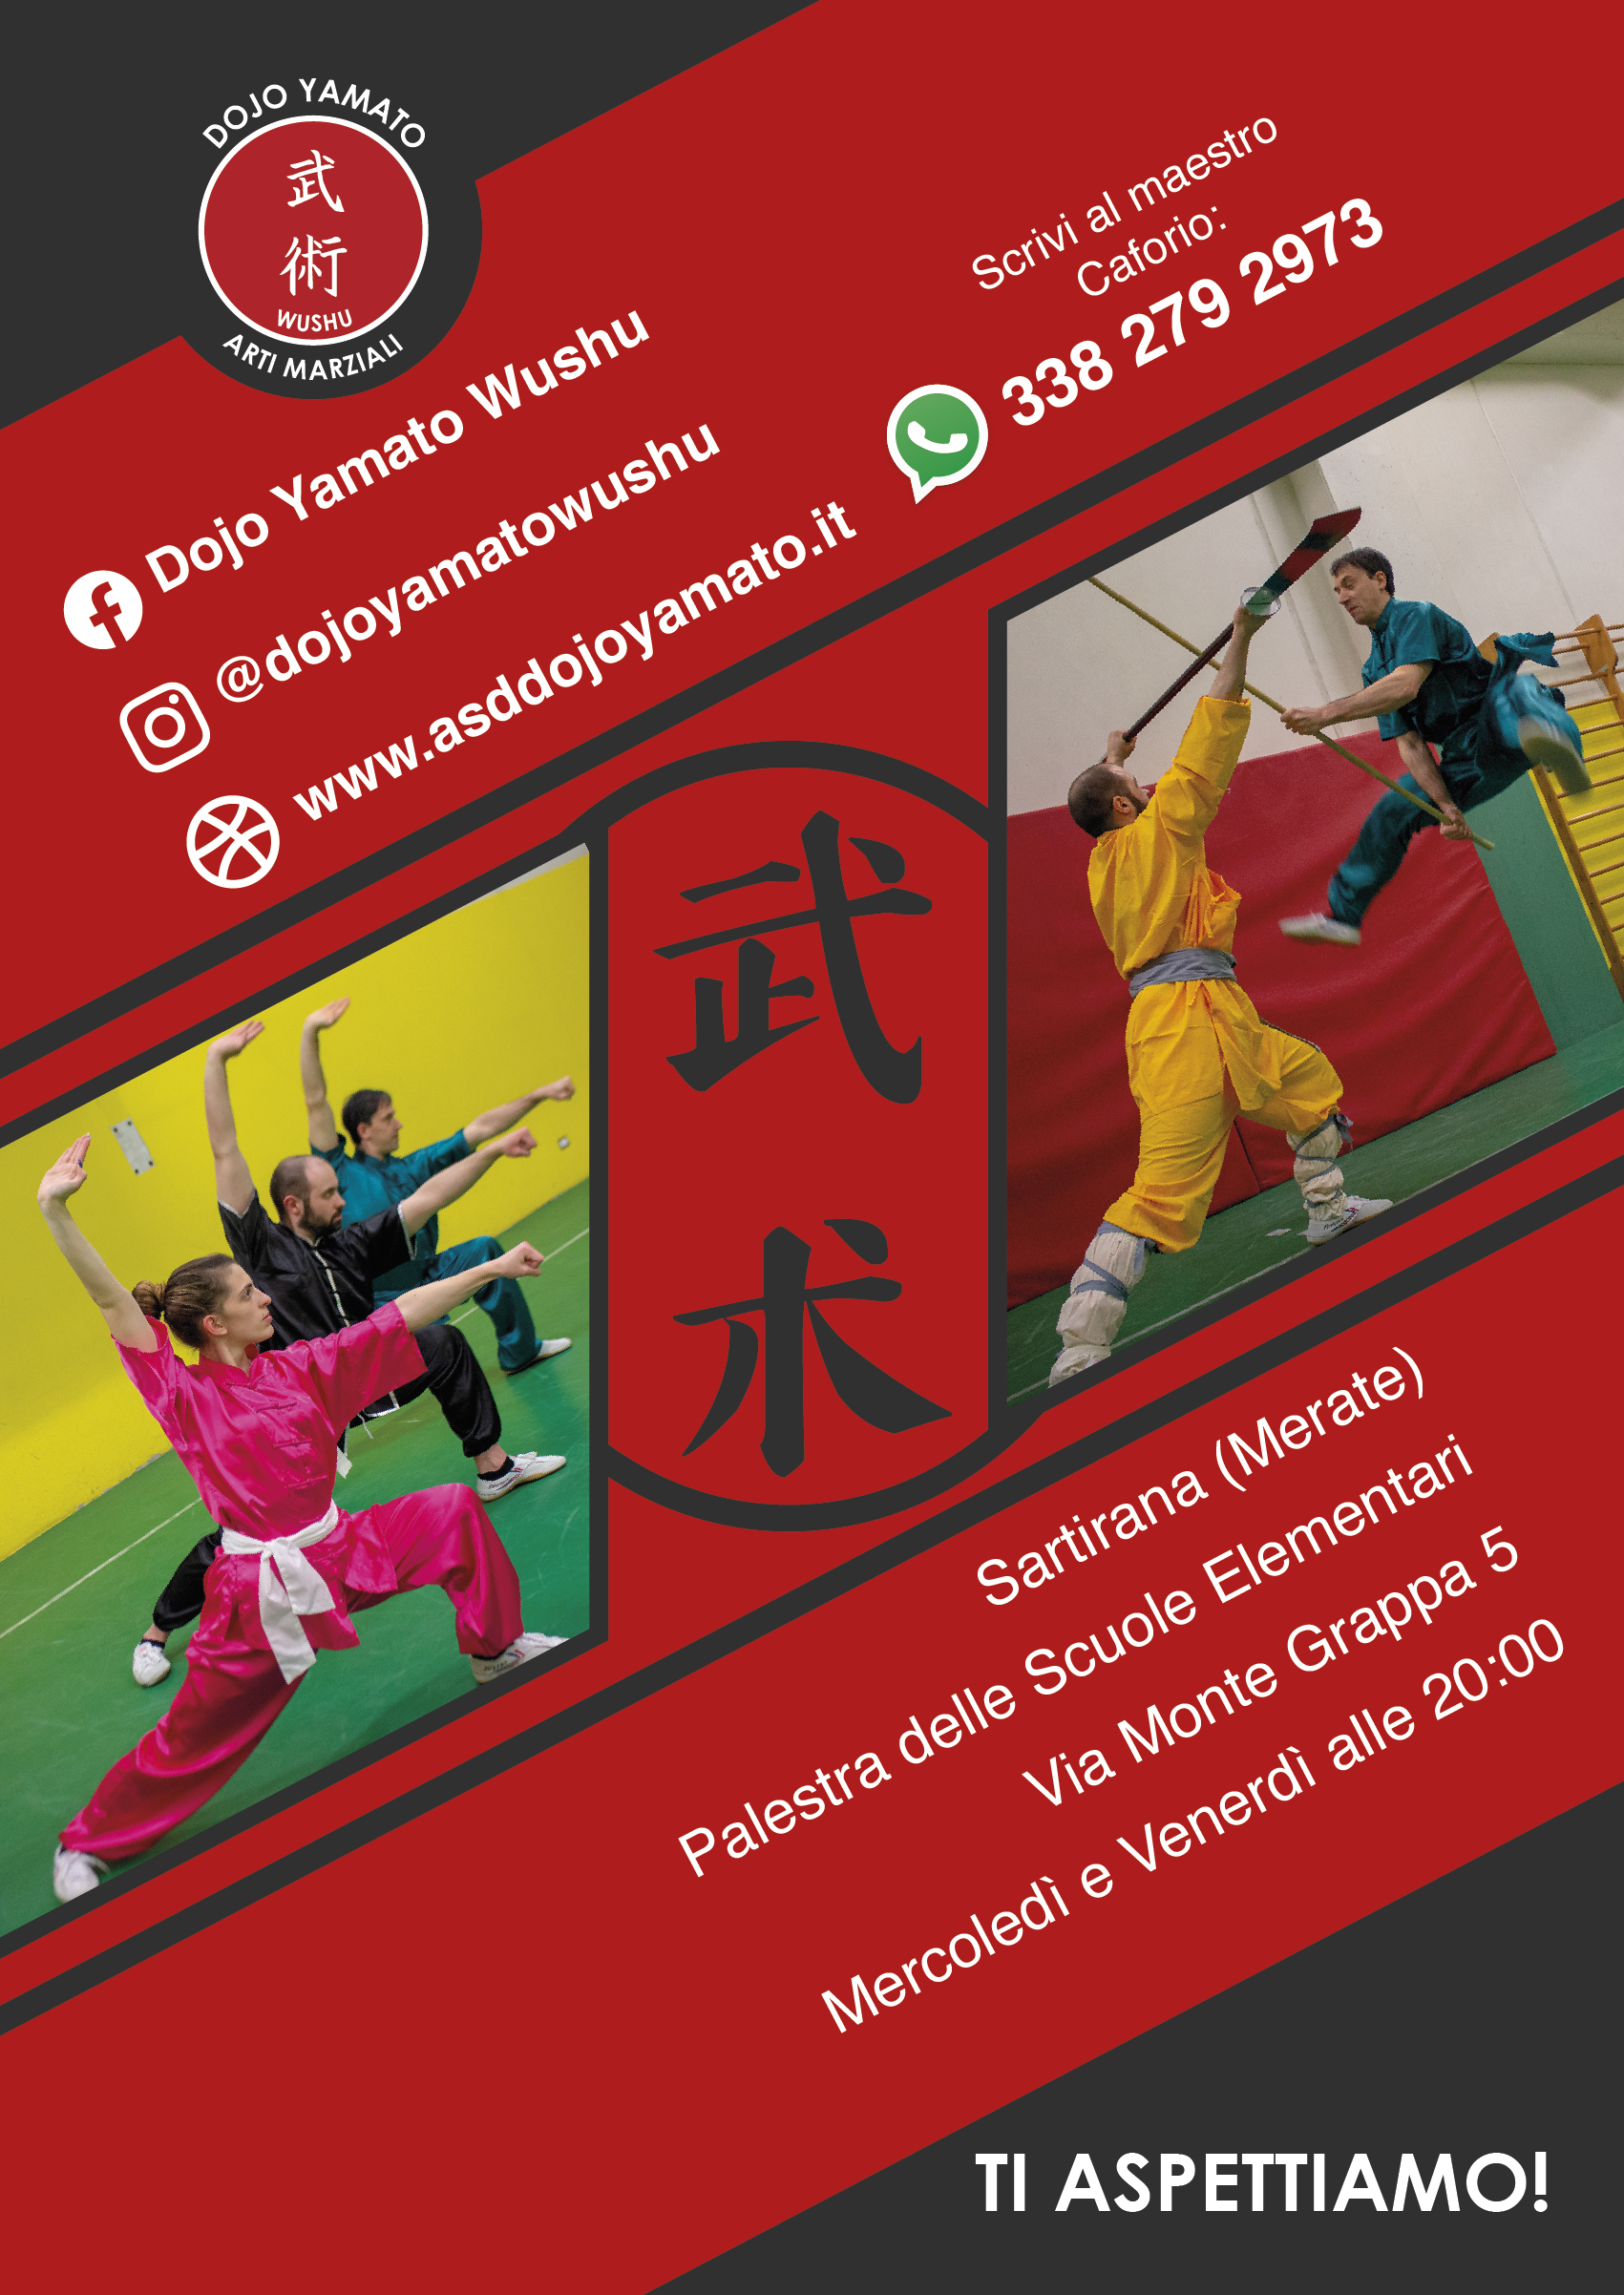 DOJO YAMATO
武
術
WUSHU
ARTI MARZIALI
Scrivi al maestro
Caforio:
338 279 2973
Dojo Yamato Wushu
@dojoyamatowushu
www.asddojoyamato.it
武
术
Sartirana (Merate)
Palestra delle Scuole Elementari
Via Monte Grappa 5
Mercoledì e Venerdì alle 20:00
TI ASPETTIAMO!